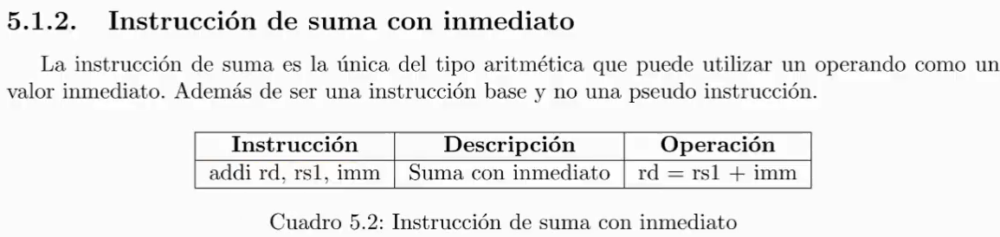 5.1.2. Instrucción de suma con inmediato
La instrucción de suma es la única del tipo aritmética que puede utilizar un operando como un
valor inmediato. Además de ser una instrucción base y no una pseudo instrucción.
Instrucción Descripción Operación
addi rd, rs1, imm Suma con inmediato rd = rs1 + imm
Cuadro 5.2: Instrucción de suma con inmediato